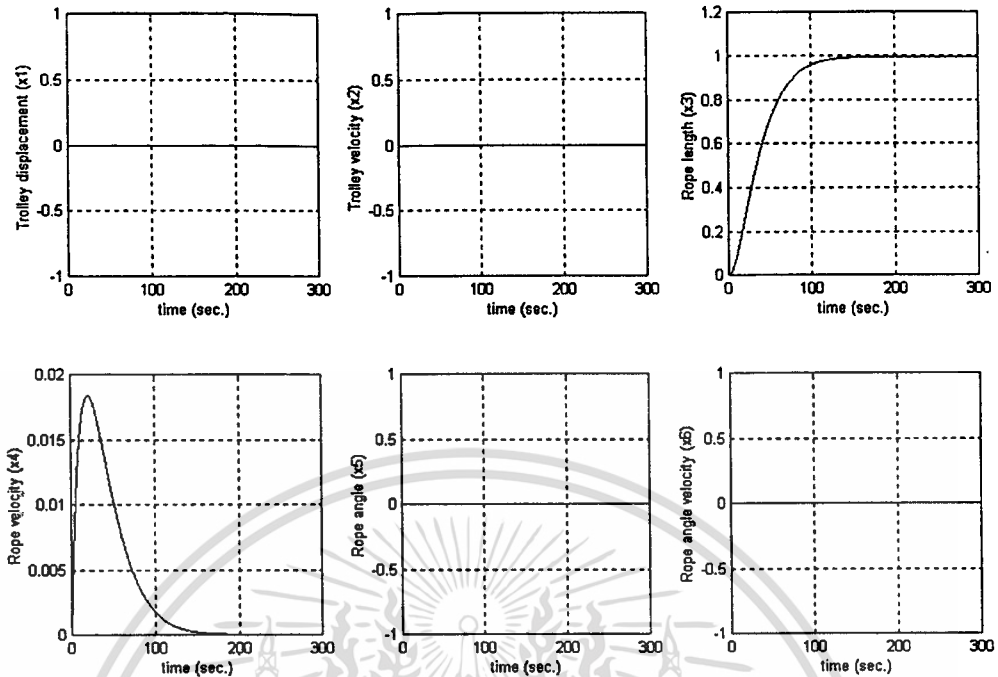 Trolley displacement (x1)
1
0.5
0
-0.5
-1
0 100 200 300
time (sec.)
Trolley velocity (x2)
1
0.5
0
-0.5
-1
0 100 200 300
time (sec.)
Rope length (x3)
1.2
1
0.8
0.6
0.4
0.2
0
0 100 200 300
time (sec.)
Rope velocity (x4)
0.02
0.015
0.01
0.005
0
0 100 200 300
time (sec.)
Rope angle (x5)
1
0.5
0
-0.5
-1
0 100 200 300
time (sec.)
Rope angle velocity (x6)
1
0.5
0
-0.5
-1
0 100 200 300
time (sec.)